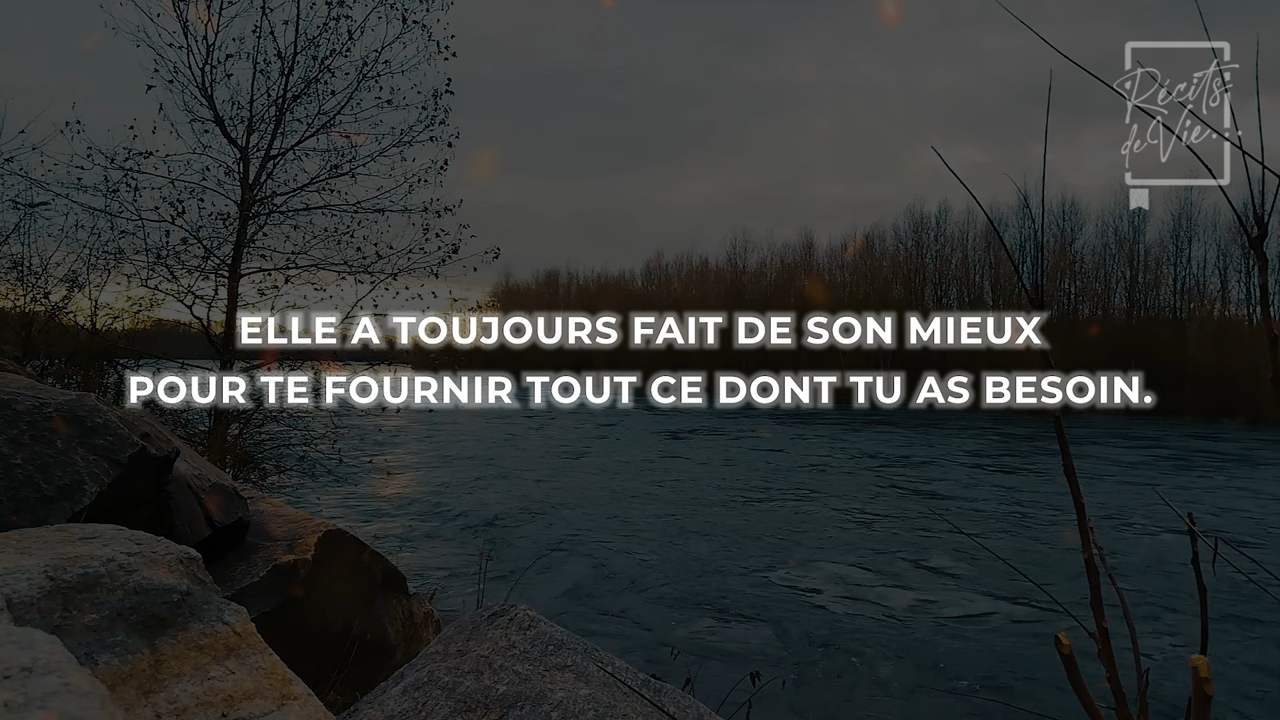 Récits
de Vie...
ELLE A TOUJOURS FAIT DE SON MIEUX
POUR TE FOURNIR TOUT CE DONT TU AS BESOIN.